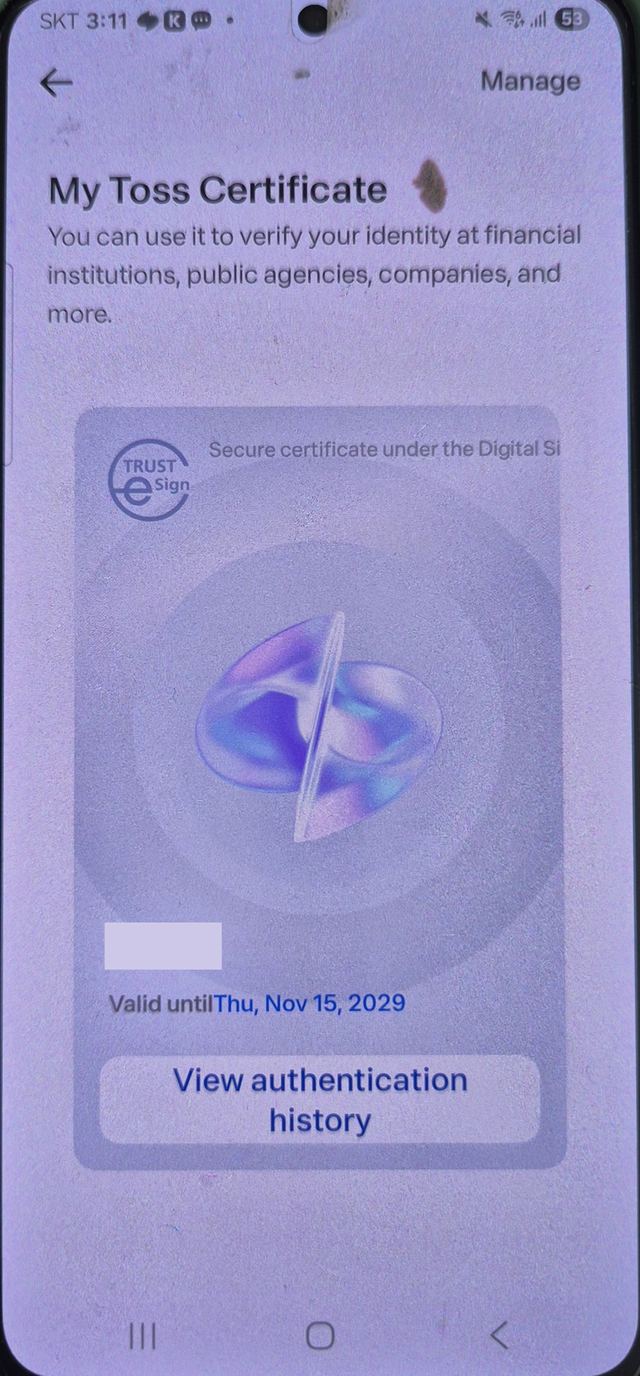 SKT 3:11 K 53
Manage
My Toss Certificate
You can use it to verify your identity at financial
institutions, public agencies, companies, and
more.
TRUST
eSign
Secure certificate under the Digital Si
Valid untilThu, Nov 15, 2029
View authentication
history